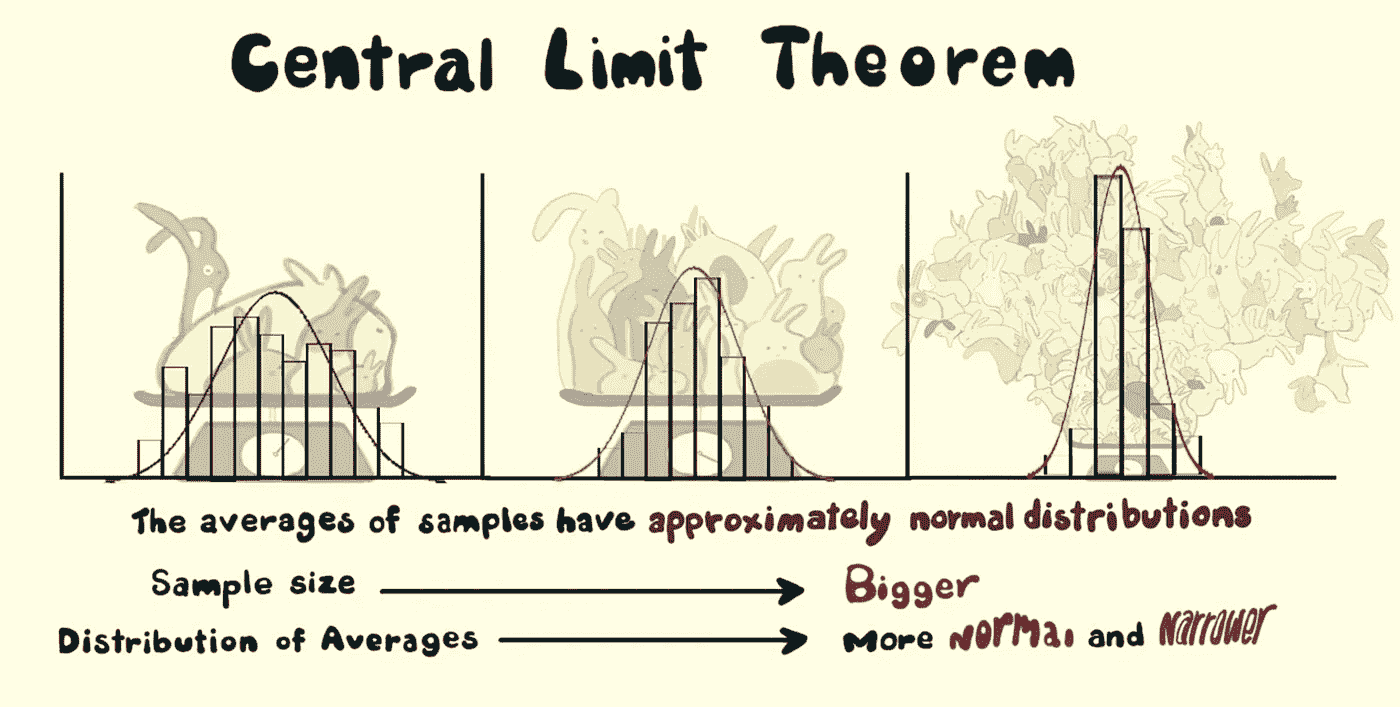 Central Limit Theorem
The averages of samples have approximately normal distributions
Sample size Bigger
Distribution of Averages More Normal and Narrower